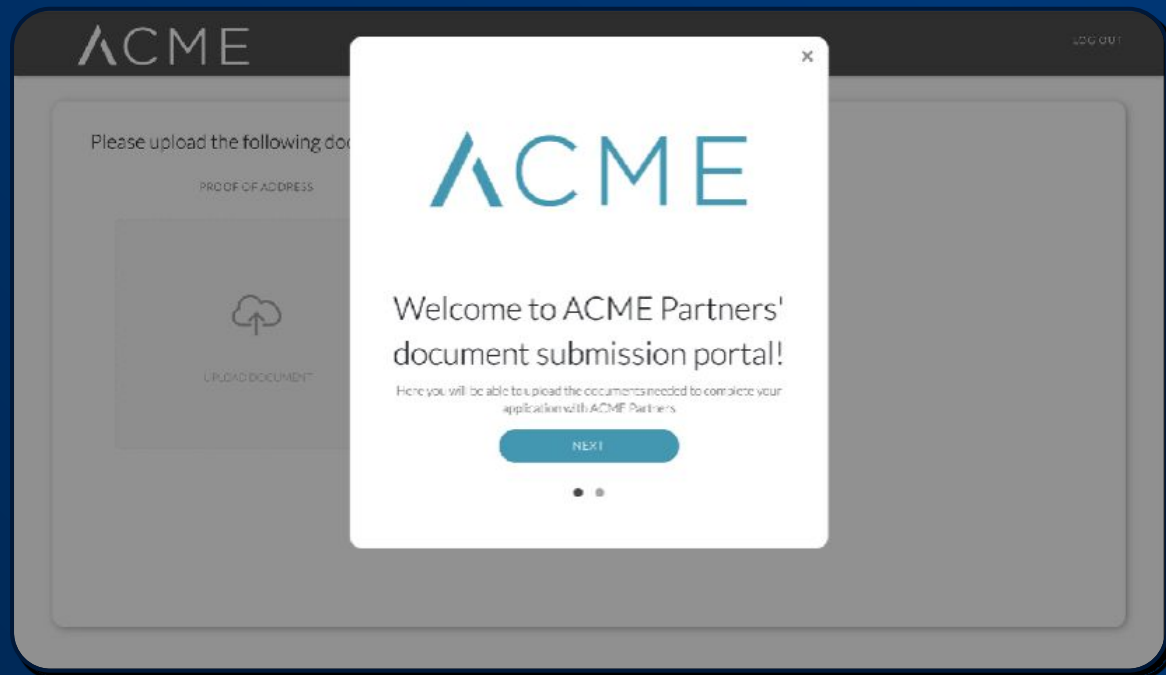 ACME
LOG OUT
Please upload the following doc
PROOF OF ADDRESS
UPLOAD DOCUMENT
×
ACME
Welcome to ACME Partners'
document submission portal!
Here you will be able to upload the documents needed to complete your
application with ACME Partners
NEXT